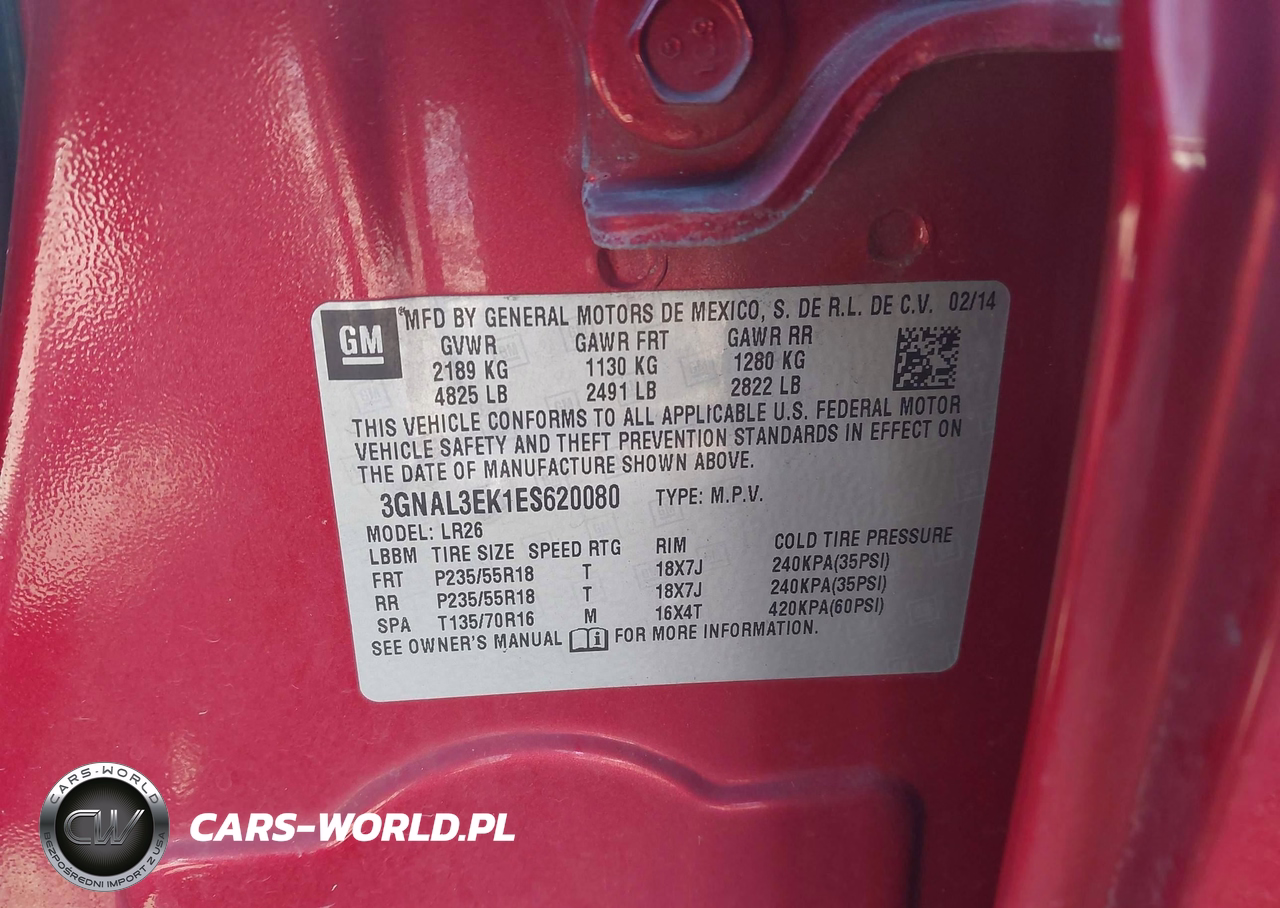 GM
MFD BY GENERAL MOTORS DE MEXICO, S. DE R.L. DE C.V. 02/14
GVWR GAWR FRT GAWR RR
2189 KG 1130 KG 1280 KG
4825 LB 2491 LB 2822 LB
THIS VEHICLE CONFORMS TO ALL APPLICABLE U.S. FEDERAL MOTOR
VEHICLE SAFETY AND THEFT PREVENTION STANDARDS IN EFFECT ON
THE DATE OF MANUFACTURE SHOWN ABOVE.
3GNAL3EK1ES620080 TYPE: M.P.V.
MODEL: LR26
LBBM TIRE SIZE SPEED RTG RIM COLD TIRE PRESSURE
FRT P235/55R18 T 18X7J 240KPA(35PSI)
RR P235/55R18 T 18X7J 240KPA(35PSI)
SPA T135/70R16 M 16X4T 420KPA(60PSI)
SEE OWNER'S MANUAL FOR MORE INFORMATION.
CARS-WORLD
CW
BEZPOŚREDNI IMPORT Z USA
CARS-WORLD.PL